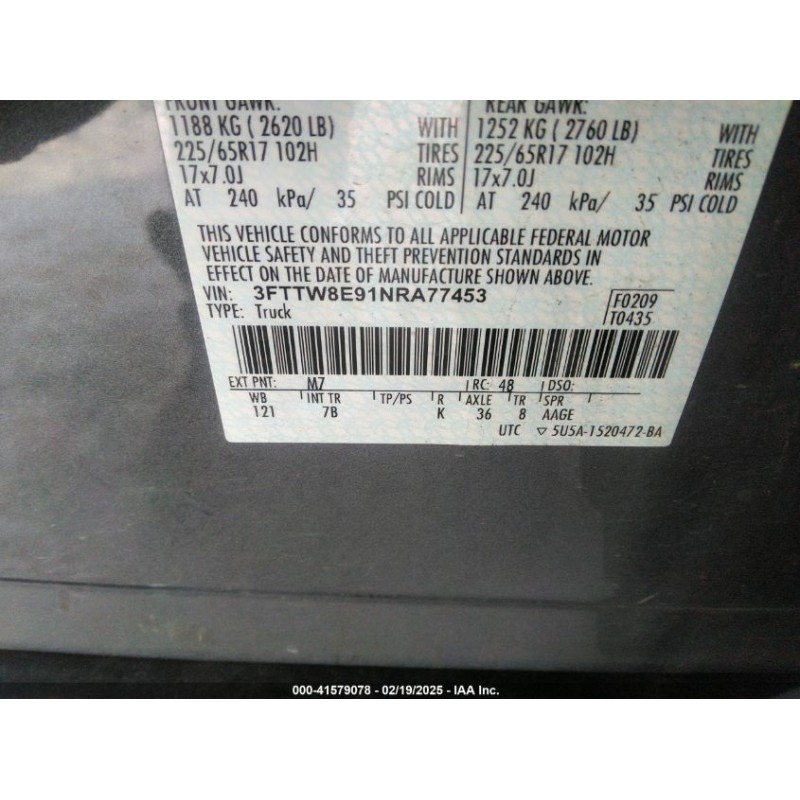 FRONT GAWR: REAR GAWR:
1188 KG ( 2620 LB) WITH 1252 KG ( 2760 LB) WITH
225/65R17 102H TIRES 225/65R17 102H TIRES
17x7.0J RIMS 17x7.0J RIMS
AT 240 kPa/ 35 PSI COLD AT 240 kPa/ 35 PSI COLD
THIS VEHICLE CONFORMS TO ALL APPLICABLE FEDERAL MOTOR
VEHICLE SAFETY AND THEFT PREVENTION STANDARDS IN
EFFECT ON THE DATE OF MANUFACTURE SHOWN ABOVE.
VIN: 3FTTW8E91NRA77453 F0209
TYPE: Truck T0435
EXT PNT: M7 RC: 48 DSO:
WB INT TR TP/PS R AXLE TR SPR
121 7B K 36 8 AAGE
UTC ▽ 5U5A-1520472-BA
000-41579078 - 02/19/2025 - IAA Inc.